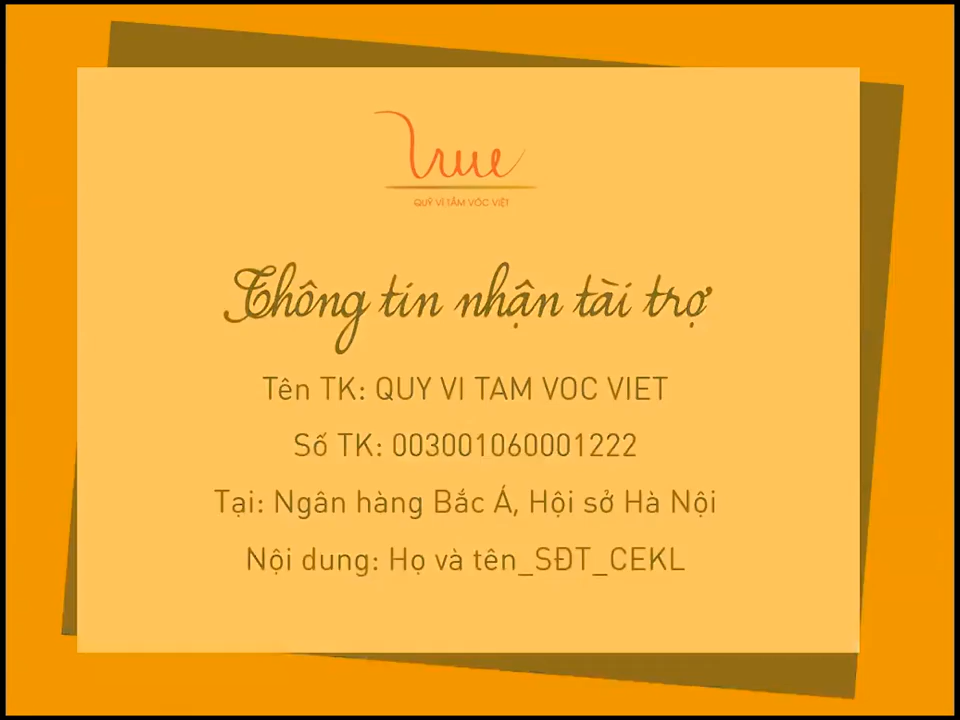 True
QUỸ VÌ TẦM VÓC VIỆT
Thông tin nhận tài trợ
Tên TK: QUY VI TAM VOC VIET
Số TK: 003001060001222
Tại: Ngân hàng Bắc Á, Hội sở Hà Nội
Nội dung: Họ và tên_SĐT_CEKL